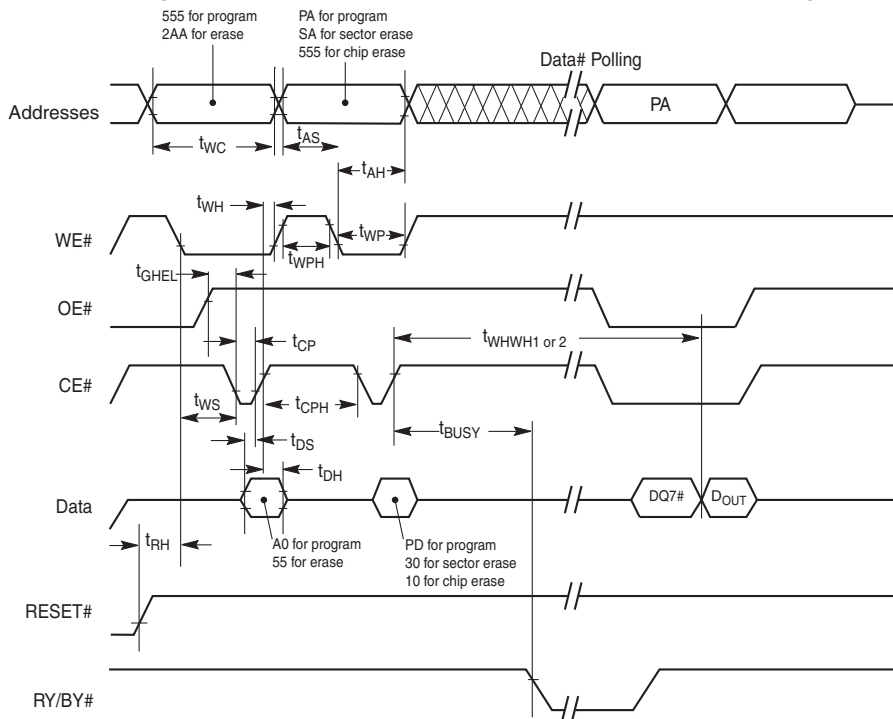 555 for program
2AA for erase
PA for program
SA for sector erase
555 for chip erase
Data# Polling
Addresses
PA
tWC
tAS
tAH
tWH
WE#
tWPH
tWP
tGHEL
OE#
tCP
tWHWH1 or 2
CE#
tWS
tCPH
tBUSY
tDS
tDH
Data
DQ7#
DOUT
A0 for program
55 for erase
PD for program
30 for sector erase
10 for chip erase
tRH
RESET#
RY/BY#